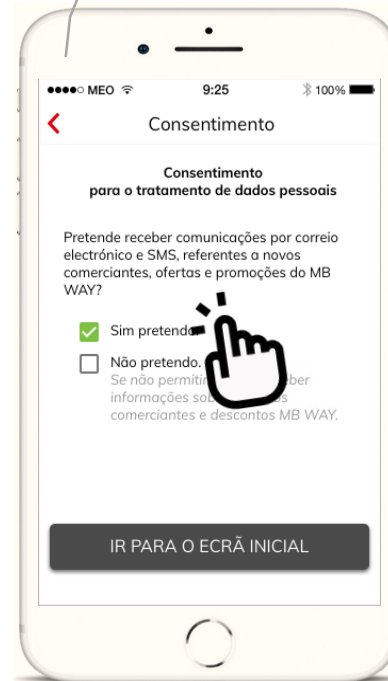 MEO 9:25 100%
Consentimento
Consentimento
para o tratamento de dados pessoais
Pretende receber comunicações por correio
electrónico e SMS, referentes a novos
comerciantes, ofertas e promoções do MB
WAY?
Sim
Não pretendo.
Se não
informações
comerciantes e descontos MB WAY.
IR PARA O ECRÃ INICIAL